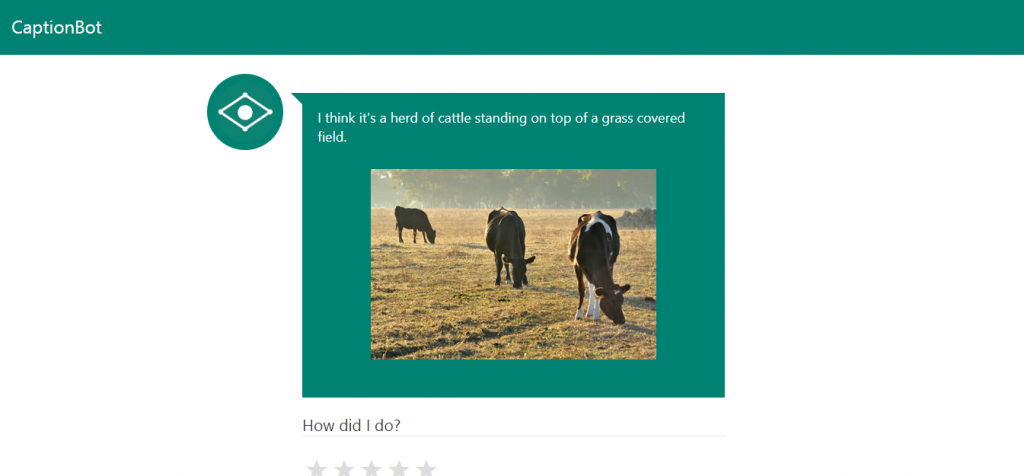 CaptionBot
I think it's a herd of cattle standing on top of a grass covered
field.
How did I do?